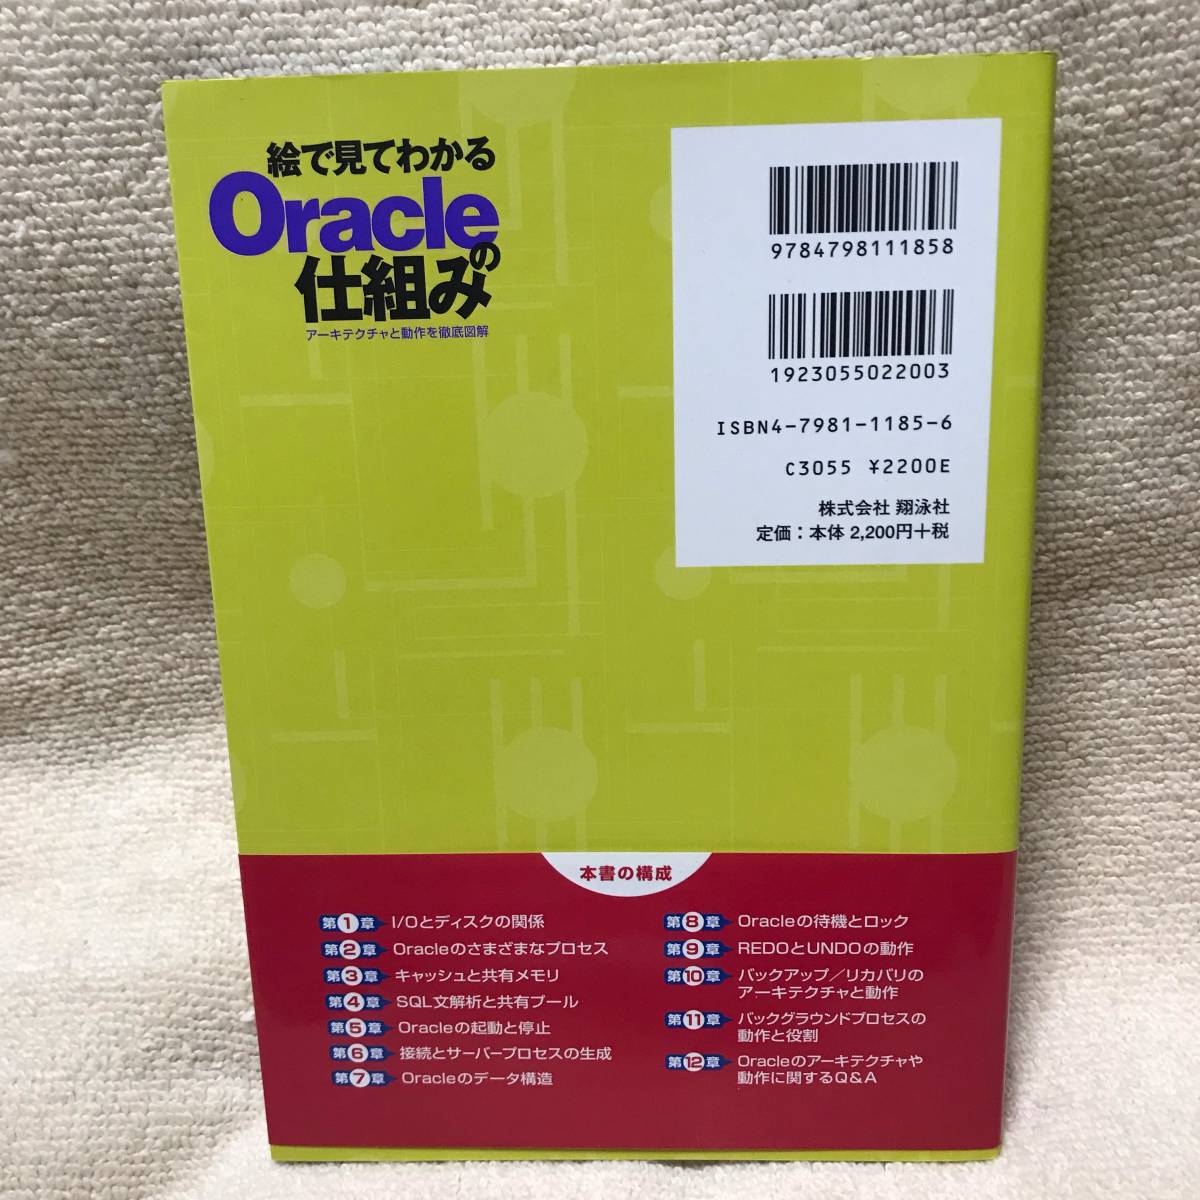 絵で見てわかる
Oracleの
仕組み
アーキテクチャと動作を徹底図解
9784798111858
1923055022003
ISBN4-7981-1185-6
C3055 ¥2200E
株式会社 翔泳社
定価：本体 2,200円＋税
本書の構成
第1章 I/Oとディスクの関係
第2章 Oracleのさまざまなプロセス
第3章 キャッシュと共有メモリ
第4章 SQL文解析と共有プール
第5章 Oracleの起動と停止
第6章 接続とサーバープロセスの生成
第7章 Oracleのデータ構造
第8章 Oracleの待機とロック
第9章 REDOとUNDOの動作
第10章 バックアップ／リカバリの
アーキテクチャと動作
第11章 バックグラウンドプロセスの
動作と役割
第12章 Oracleのアーキテクチャや
動作に関するQ&A